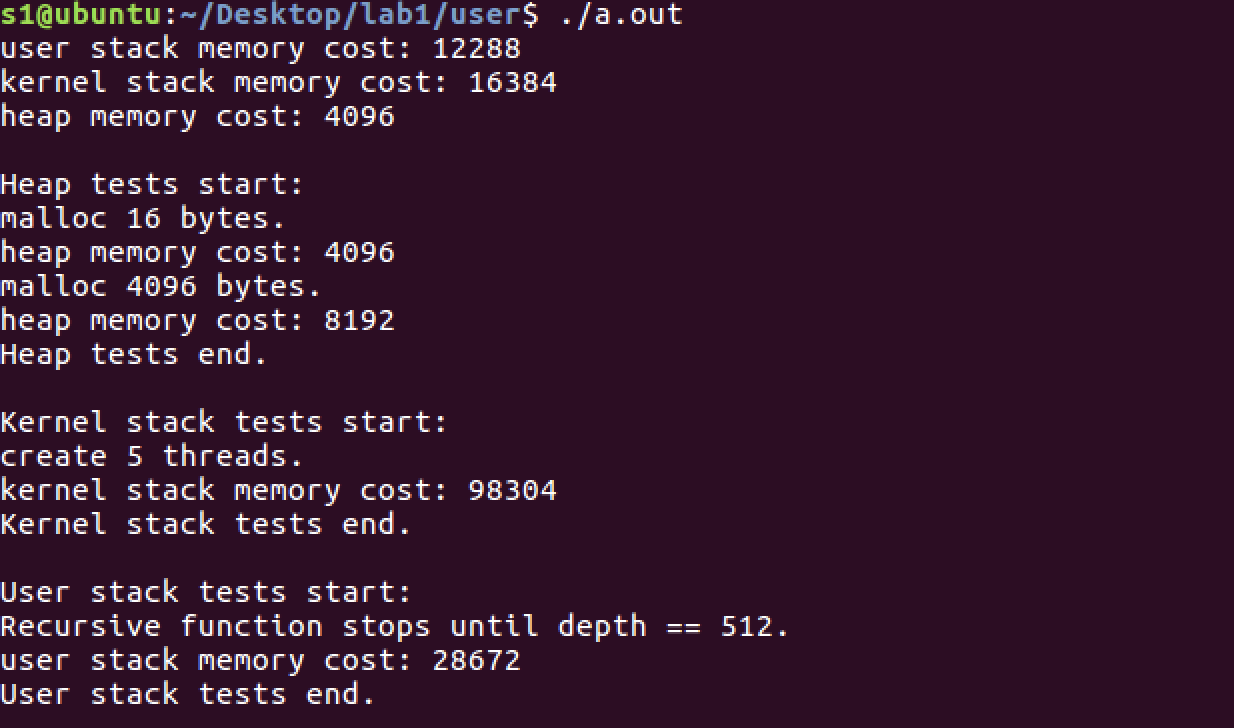 s1@ubuntu:~/Desktop/lab1/user$ ./a.out
user stack memory cost: 12288
kernel stack memory cost: 16384
heap memory cost: 4096
Heap tests start:
malloc 16 bytes.
heap memory cost: 4096
malloc 4096 bytes.
heap memory cost: 8192
Heap tests end.
Kernel stack tests start:
create 5 threads.
kernel stack memory cost: 98304
Kernel stack tests end.
User stack tests start:
Recursive function stops until depth == 512.
user stack memory cost: 28672
User stack tests end.